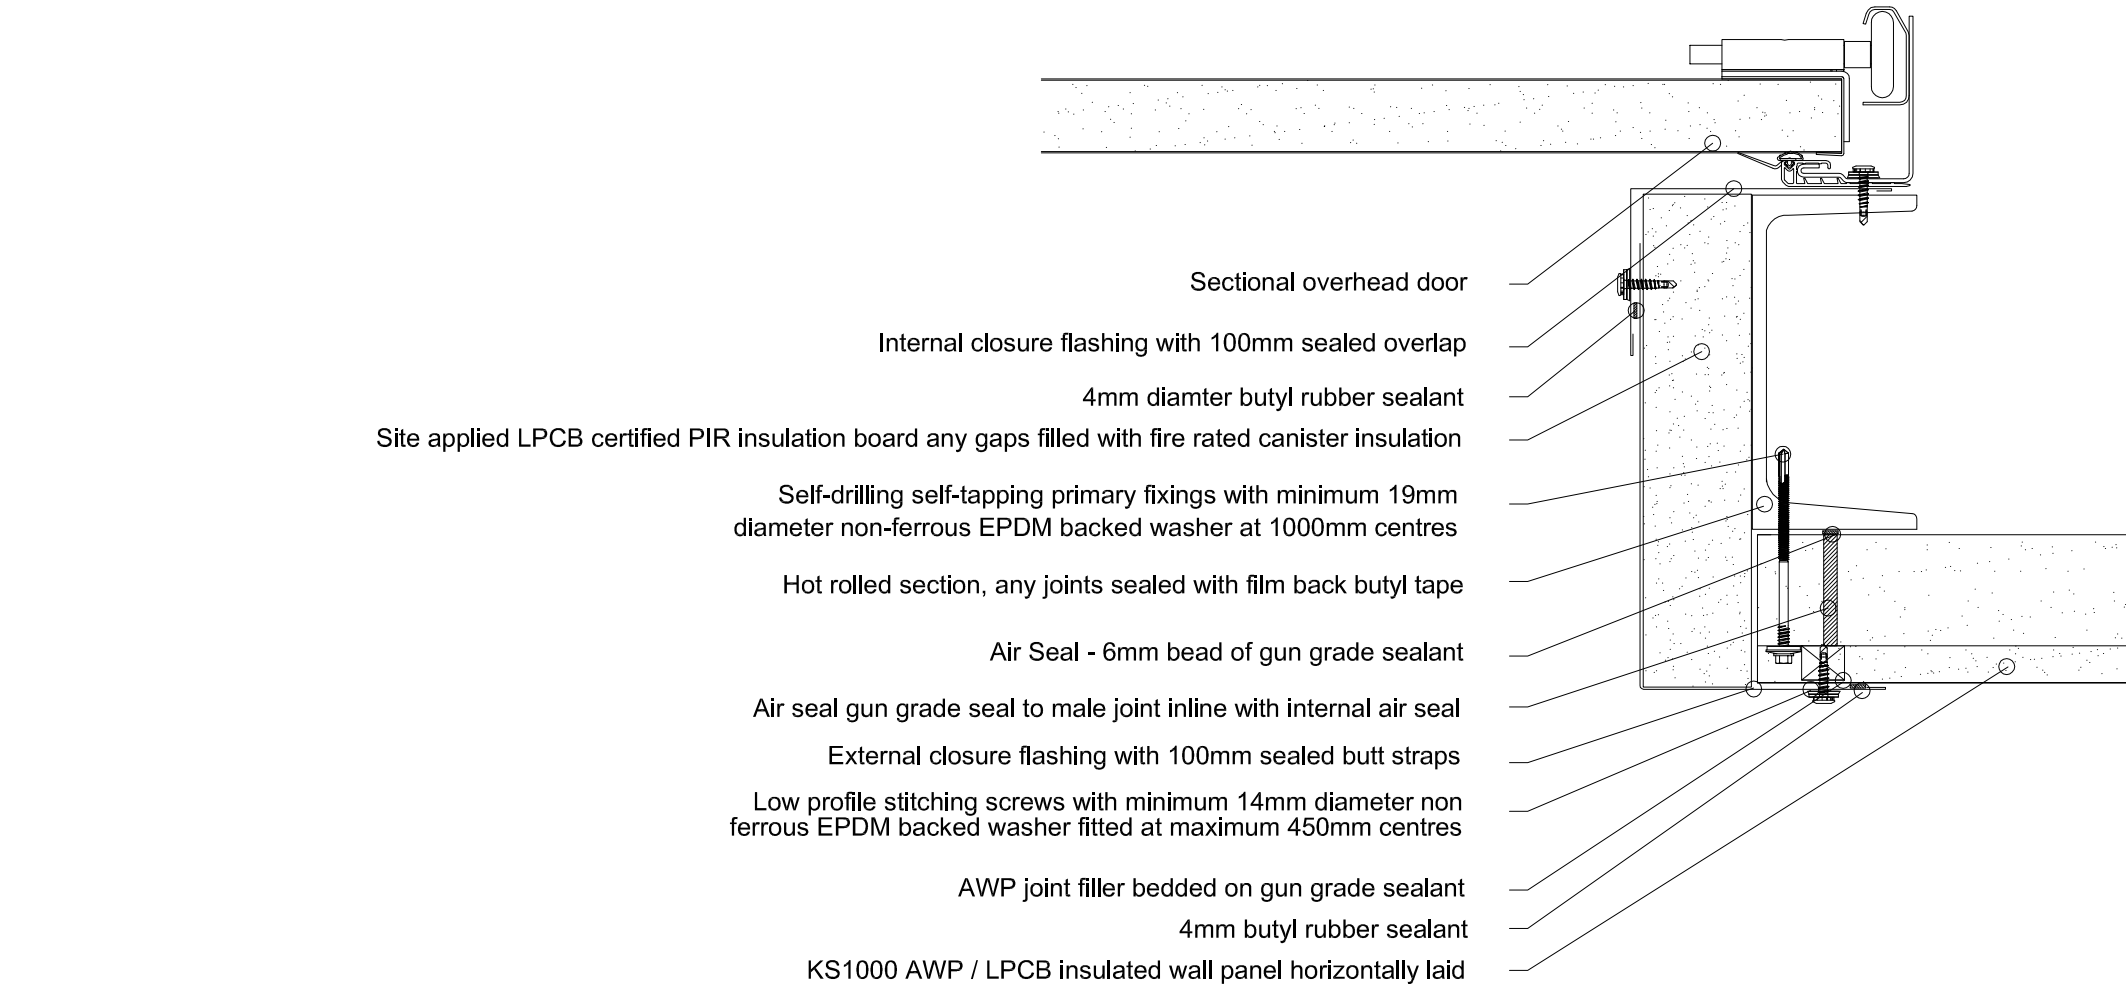 Sectional overhead door
Internal closure flashing with 100mm sealed overlap
4mm diamter butyl rubber sealant
Site applied LPCB certified PIR insulation board any gaps filled with fire rated canister insulation
Self-drilling self-tapping primary fixings with minimum 19mm
diameter non-ferrous EPDM backed washer at 1000mm centres
Hot rolled section, any joints sealed with film back butyl tape
Air Seal - 6mm bead of gun grade sealant
Air seal gun grade seal to male joint inline with internal air seal
External closure flashing with 100mm sealed butt straps
Low profile stitching screws with minimum 14mm diameter non
ferrous EPDM backed washer fitted at maximum 450mm centres
AWP joint filler bedded on gun grade sealant
4mm butyl rubber sealant
KS1000 AWP / LPCB insulated wall panel horizontally laid